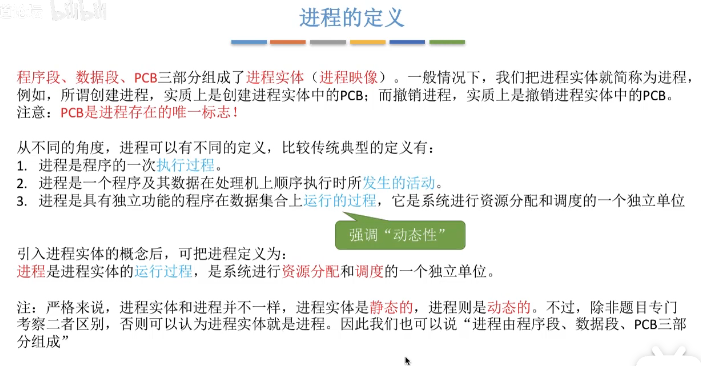 bilibili
进程的定义
程序段、数据段、PCB三部分组成了进程实体（进程映像）。一般情况下，我们把进程实体就简称为进程，
例如，所谓创建进程，实质上是创建进程实体中的PCB；而撤销进程，实质上是撤销进程实体中的PCB。
注意：PCB是进程存在的唯一标志！
从不同的角度，进程可以有不同的定义，比较传统典型的定义有：
1. 进程是程序的一次执行过程。
2. 进程是一个程序及其数据在处理机上顺序执行时所发生的活动。
3. 进程是具有独立功能的程序在数据集合上运行的过程，它是系统进行资源分配和调度的一个独立单位
强调“动态性”
引入进程实体的概念后，可把进程定义为：
进程是进程实体的运行过程，是系统进行资源分配和调度的一个独立单位。
注：严格来说，进程实体和进程并不一样，进程实体是静态的，进程则是动态的。不过，除非题目专门
考察二者区别，否则可以认为进程实体就是进程。因此我们也可以说“进程由程序段、数据段、PCB三部
分组成”